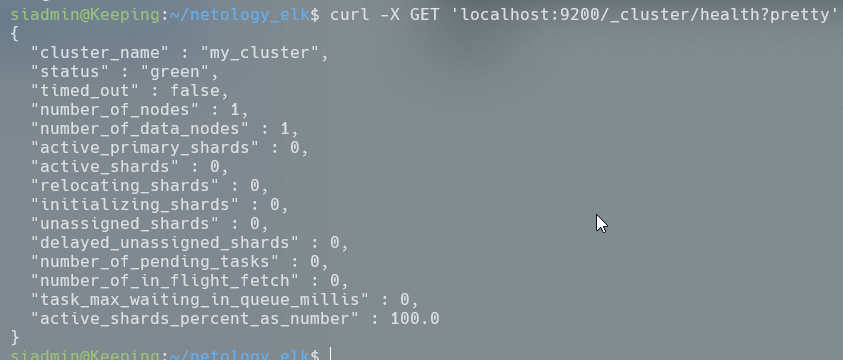 siadmin@Keeping:~/netology_elk$ curl -X GET 'localhost:9200/_cluster/health?pretty'
{
  "cluster_name" : "my_cluster",
  "status" : "green",
  "timed_out" : false,
  "number_of_nodes" : 1,
  "number_of_data_nodes" : 1,
  "active_primary_shards" : 0,
  "active_shards" : 0,
  "relocating_shards" : 0,
  "initializing_shards" : 0,
  "unassigned_shards" : 0,
  "delayed_unassigned_shards" : 0,
  "number_of_pending_tasks" : 0,
  "number_of_in_flight_fetch" : 0,
  "task_max_waiting_in_queue_millis" : 0,
  "active_shards_percent_as_number" : 100.0
}
siadmin@Keeping:~/netology_elk$